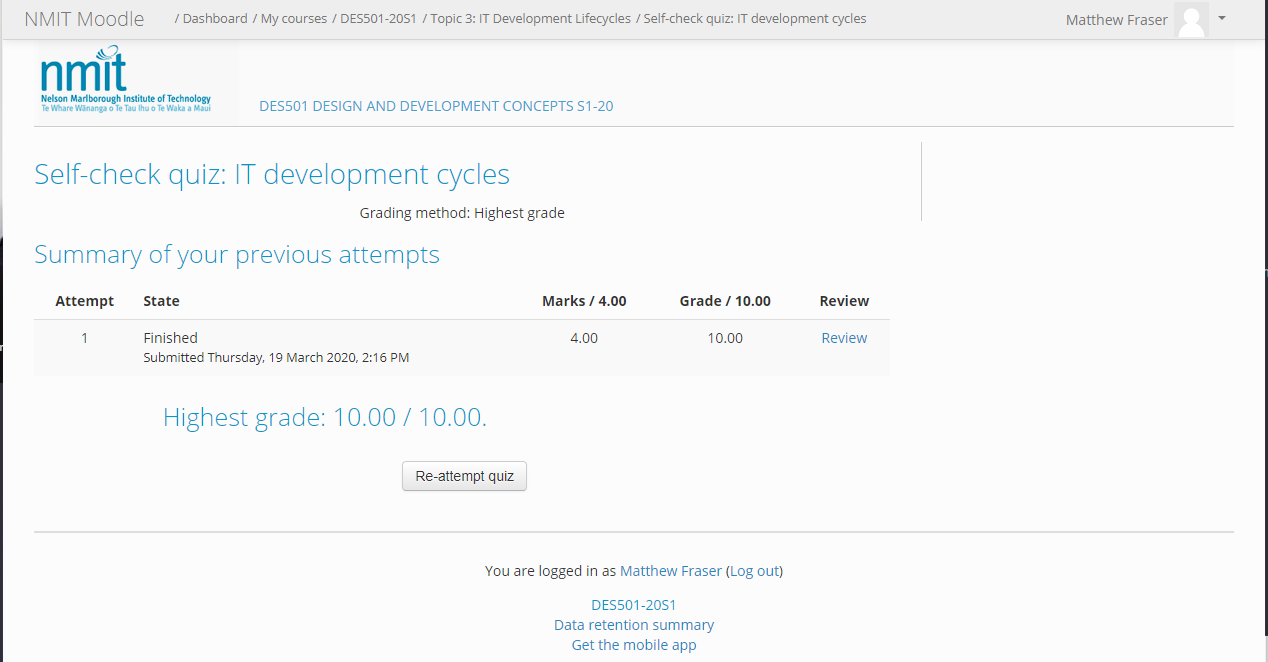 NMIT Moodle / Dashboard / My courses / DES501-20S1 / Topic 3: IT Development Lifecycles / Self-check quiz: IT development cycles Matthew Fraser
nmit
Nelson Marlborough Institute of Technology
Te Whare Wānanga o Te Tau Ihu o Te Waka a Maui
DES501 DESIGN AND DEVELOPMENT CONCEPTS S1-20
Self-check quiz: IT development cycles
Grading method: Highest grade
Summary of your previous attempts
Attempt State Marks / 4.00 Grade / 10.00 Review
1 Finished 4.00 10.00 Review
Submitted Thursday, 19 March 2020, 2:16 PM
Highest grade: 10.00 / 10.00.
Re-attempt quiz
You are logged in as Matthew Fraser (Log out)
DES501-20S1
Data retention summary
Get the mobile app